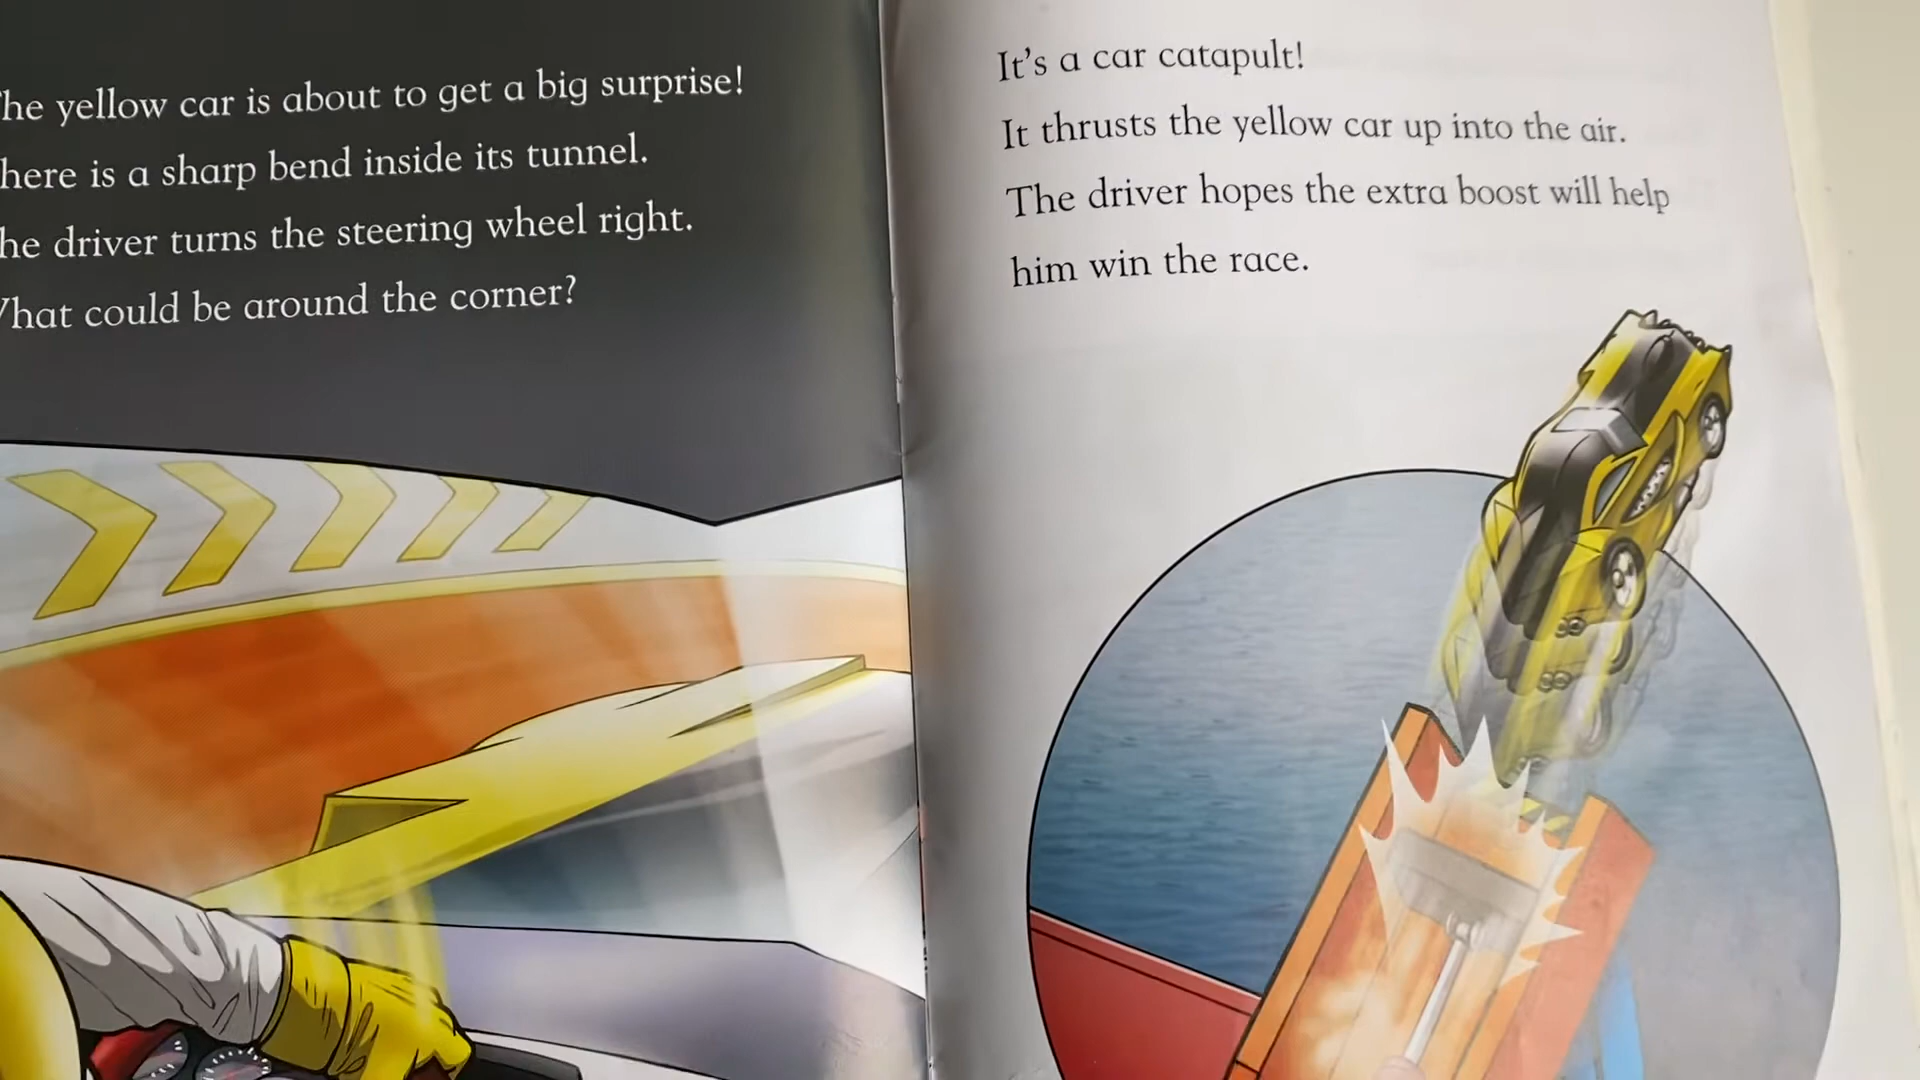 he yellow car is about to get a big surprise!
here is a sharp bend inside its tunnel.
he driver turns the steering wheel right.
hat could be around the corner?
It's a car catapult!
It thrusts the yellow car up into the air.
The driver hopes the extra boost will help
him win the race.